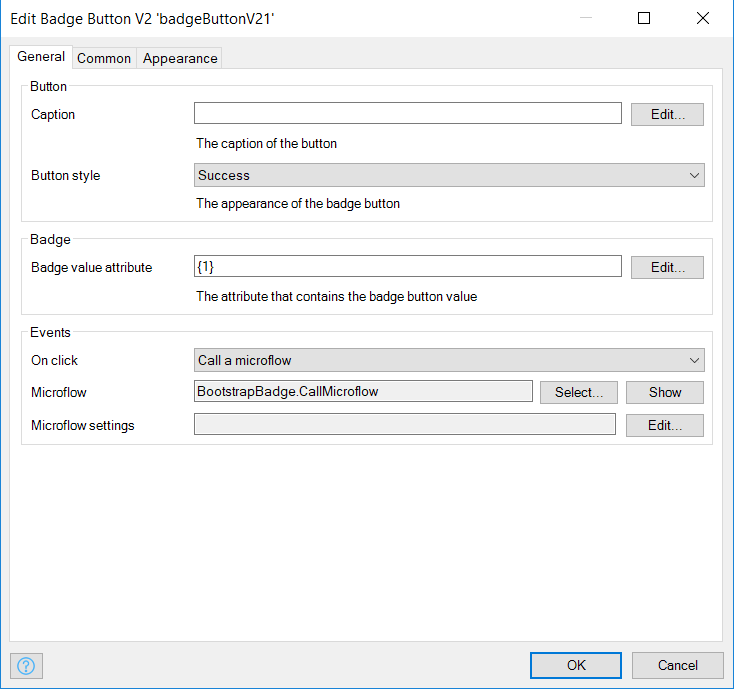 Edit Badge Button V2 'badgeButtonV21'
General Common Appearance
Button
Caption Edit...
The caption of the button
Button style Success
The appearance of the badge button
Badge
Badge value attribute {1} Edit...
The attribute that contains the badge button value
Events
On click Call a microflow
Microflow BootstrapBadge.CallMicroflow Select... Show
Microflow settings Edit...
? OK Cancel